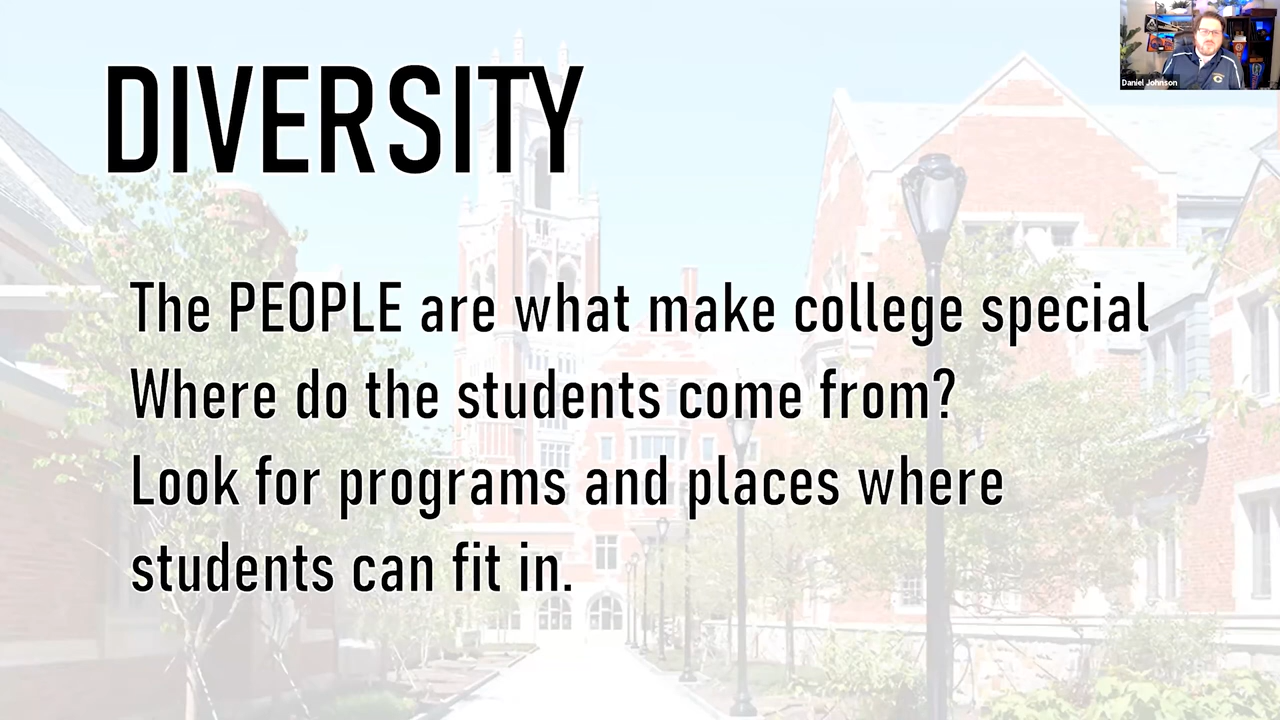 DIVERSITY
The PEOPLE are what make college special
Where do the students come from?
Look for programs and places where
students can fit in.
Daniel Johnson